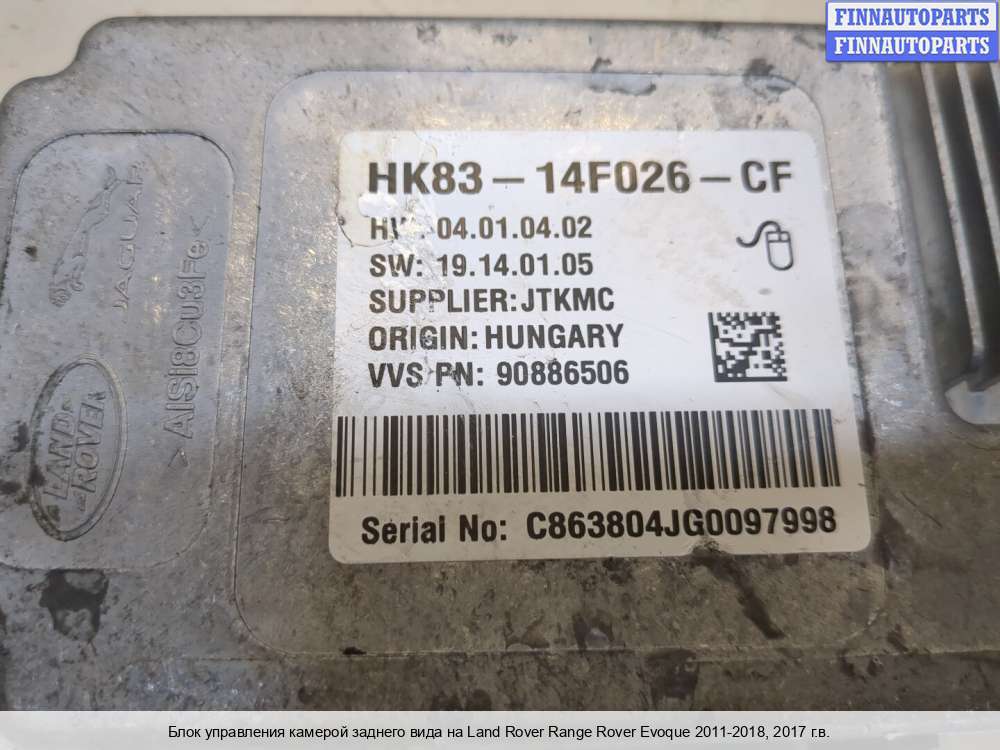 FINNAUTOPARTS
FINNAUTOPARTS
JAGUAR
LAND
ROVER
>AlSi8Cu3Fe<
HK83-14F026-CF
04.01.04.02
SW: 19.14.01.05
SUPPLIER:JTKMC
ORIGIN: HUNGARY
VVS PN: 90886506
Serial No: C863804JG0097998
Блок управления камерой заднего вида на Land Rover Range Rover Evoque 2011-2018, 2017 г.в.